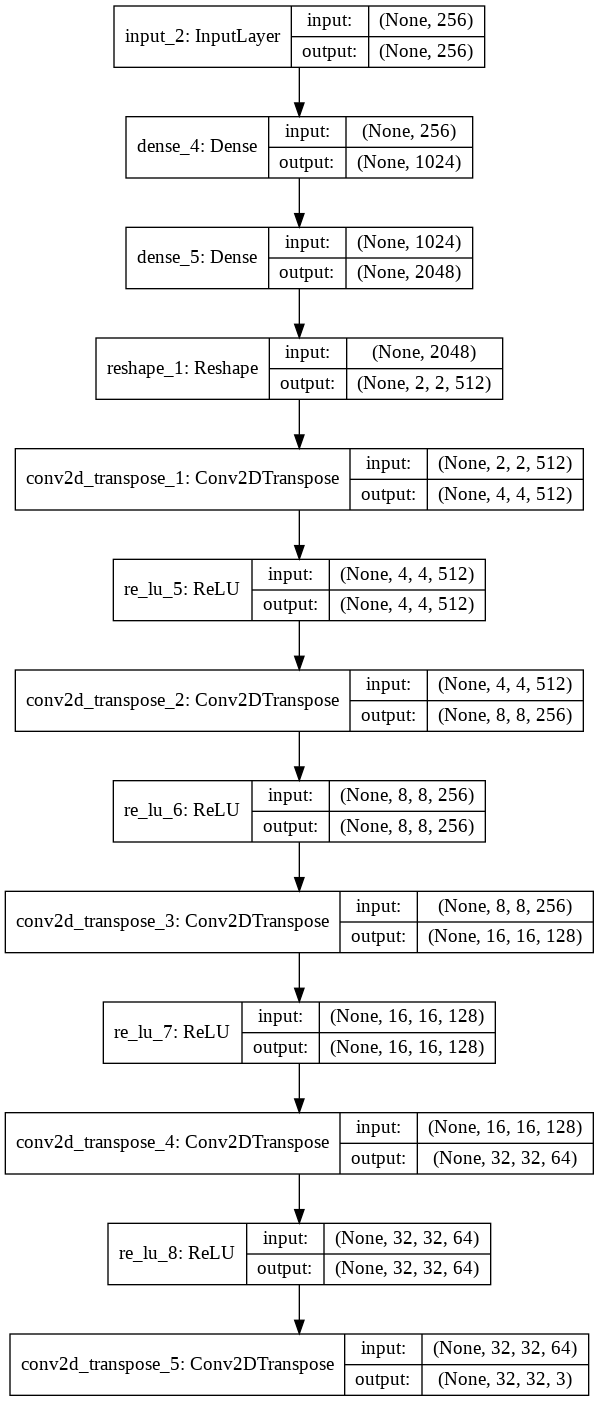 input_2: InputLayer
input:
(None, 256)
output:
(None, 256)
dense_4: Dense
input:
(None, 256)
output:
(None, 1024)
dense_5: Dense
input:
(None, 1024)
output:
(None, 2048)
reshape_1: Reshape
input:
(None, 2048)
output:
(None, 2, 2, 512)
conv2d_transpose_1: Conv2DTranspose
input:
(None, 2, 2, 512)
output:
(None, 4, 4, 512)
re_lu_5: ReLU
input:
(None, 4, 4, 512)
output:
(None, 4, 4, 512)
conv2d_transpose_2: Conv2DTranspose
input:
(None, 4, 4, 512)
output:
(None, 8, 8, 256)
re_lu_6: ReLU
input:
(None, 8, 8, 256)
output:
(None, 8, 8, 256)
conv2d_transpose_3: Conv2DTranspose
input:
(None, 8, 8, 256)
output:
(None, 16, 16, 128)
re_lu_7: ReLU
input:
(None, 16, 16, 128)
output:
(None, 16, 16, 128)
conv2d_transpose_4: Conv2DTranspose
input:
(None, 16, 16, 128)
output:
(None, 32, 32, 64)
re_lu_8: ReLU
input:
(None, 32, 32, 64)
output:
(None, 32, 32, 64)
conv2d_transpose_5: Conv2DTranspose
input:
(None, 32, 32, 64)
output:
(None, 32, 32, 3)